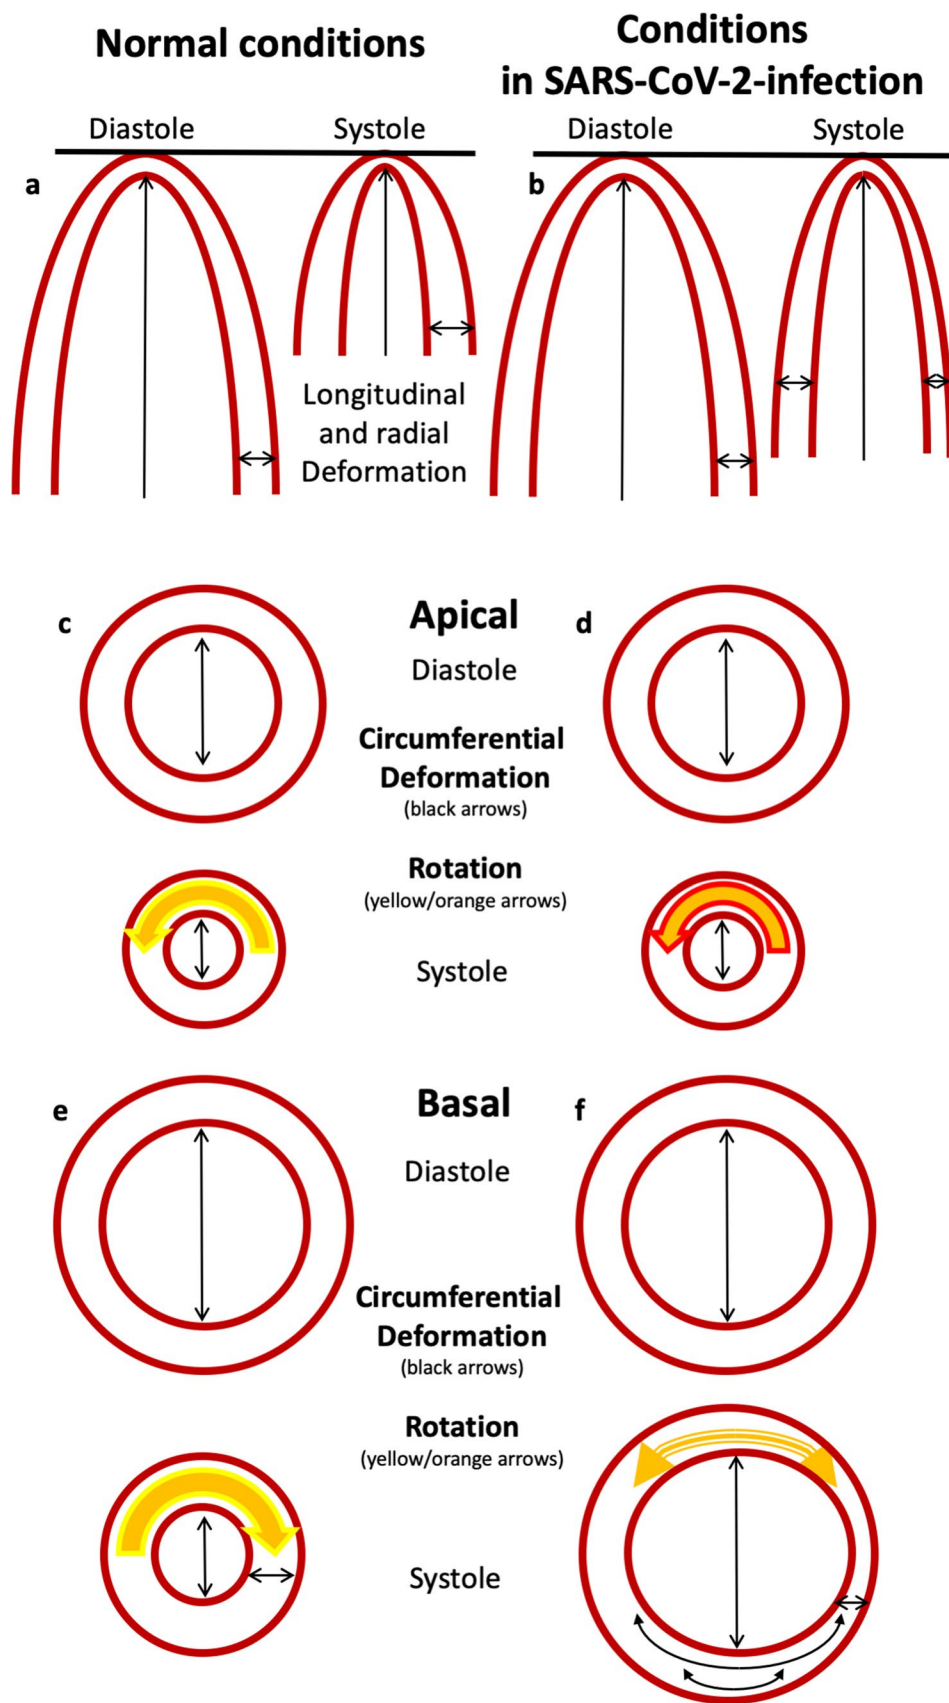 Normal conditions
Conditions
in SARS-CoV-2-infection
Diastole
Systole
Diastole
Systole
a
b
Longitudinal
and radial
Deformation
c
Apical
d
Diastole
Circumferential
Deformation
(black arrows)
Rotation
(yellow/orange arrows)
Systole
e
Basal
f
Diastole
Circumferential
Deformation
(black arrows)
Rotation
(yellow/orange arrows)
Systole